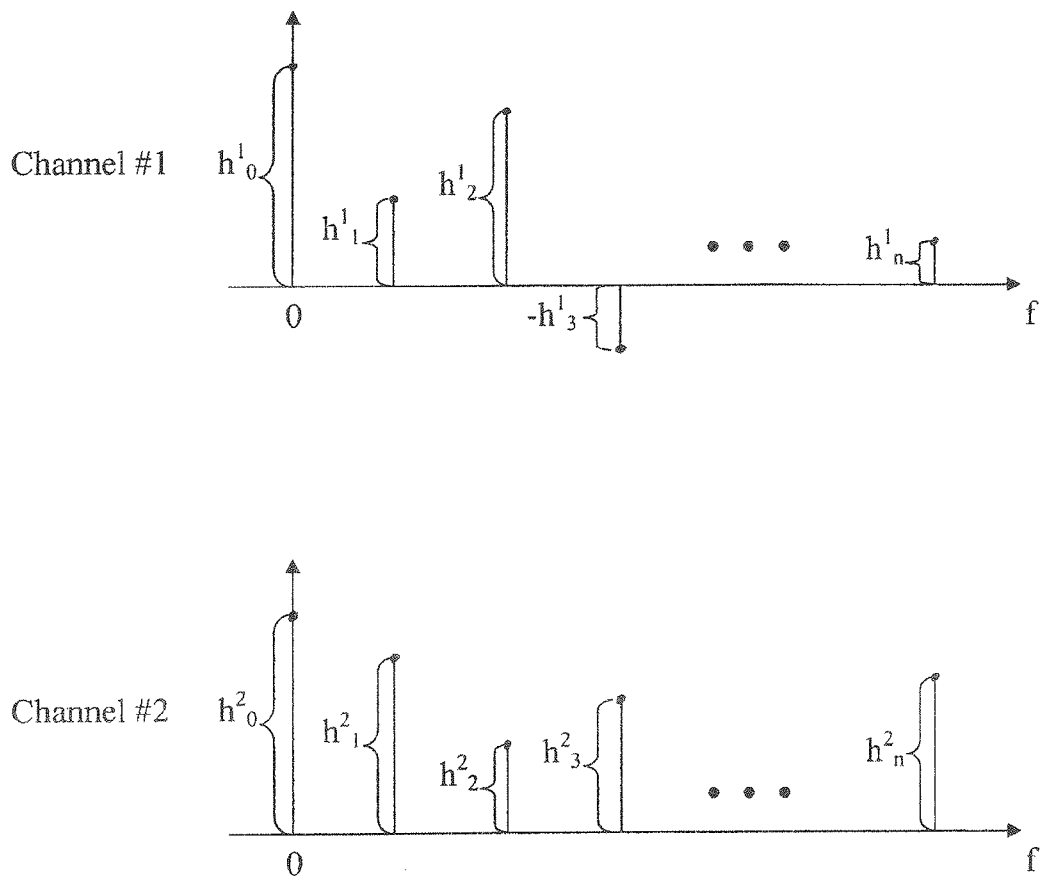 Channel #1
h¹₀
h¹₁
h¹₂
-h¹₃
h¹ₙ
0
f
Channel #2
h²₀
h²₁
h²₂
h²₃
h²ₙ
0
f